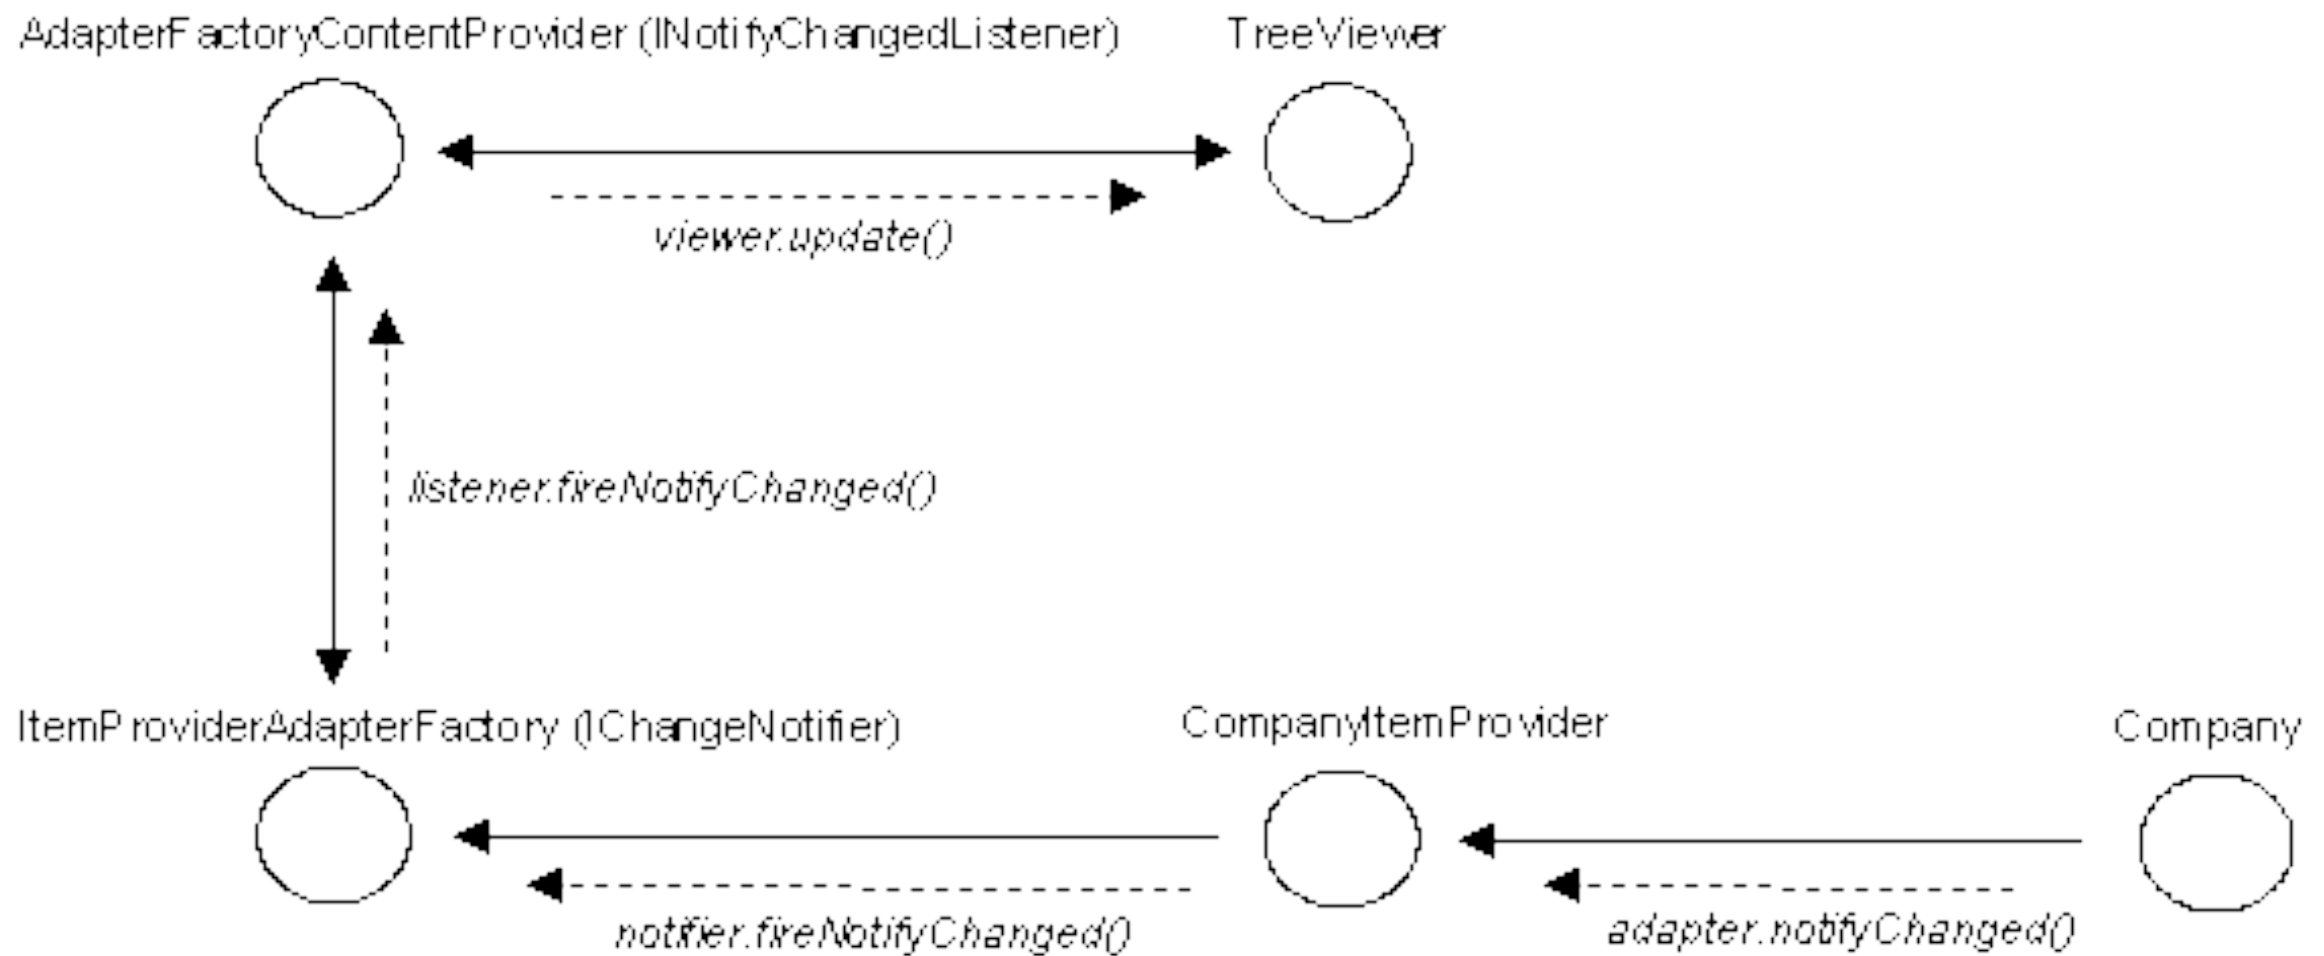 AdapterFactoryContentProvider (INotifyChangedListener)
TreeViewer
viewer.update()
listener.fireNotifyChanged()
ItemProviderAdapterFactory (IChangeNotifier)
CompanyItemProvider
Company
notifier.fireNotifyChanged()
adapter.notifyChanged()